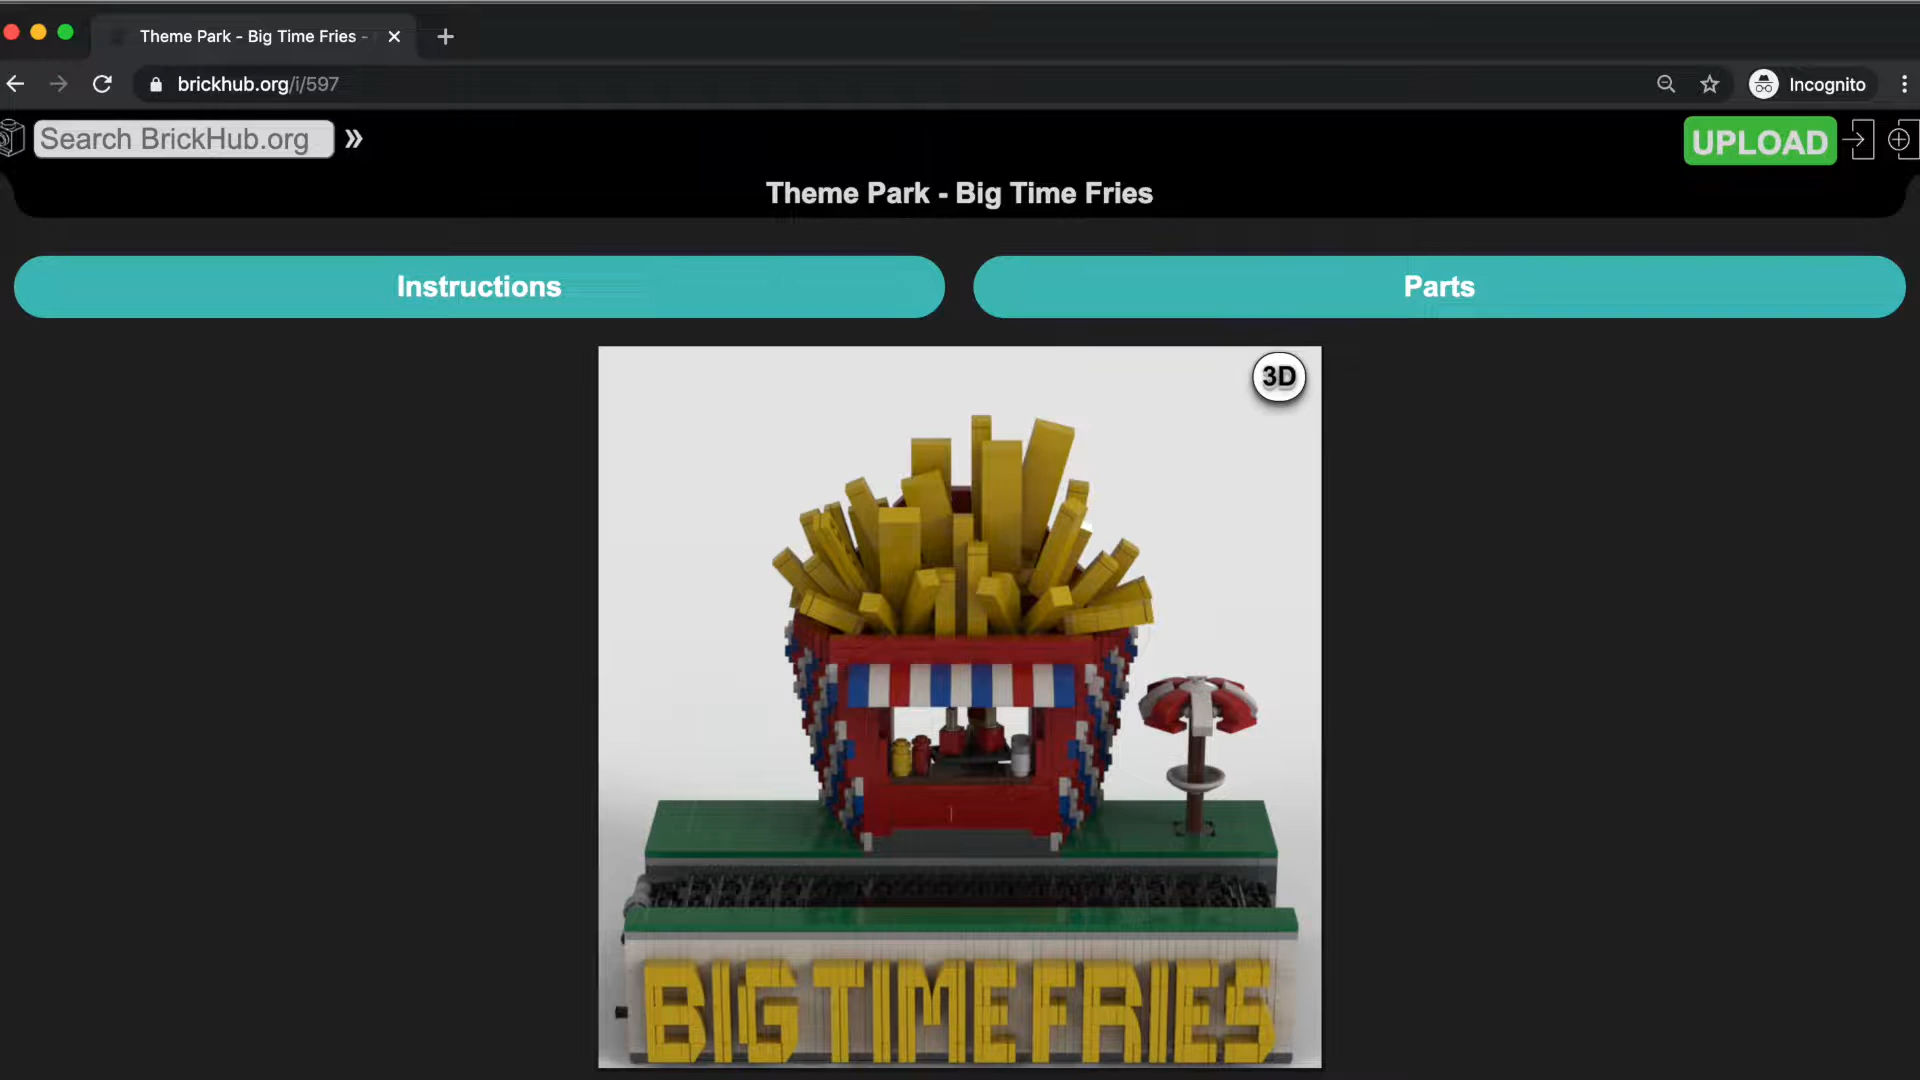 Theme Park - Big Time Fries -
brickhub.org/i/597
Incognito
Search BrickHub.org »
UPLOAD
Theme Park - Big Time Fries
Instructions
Parts
3D
BIG TIME FRIES